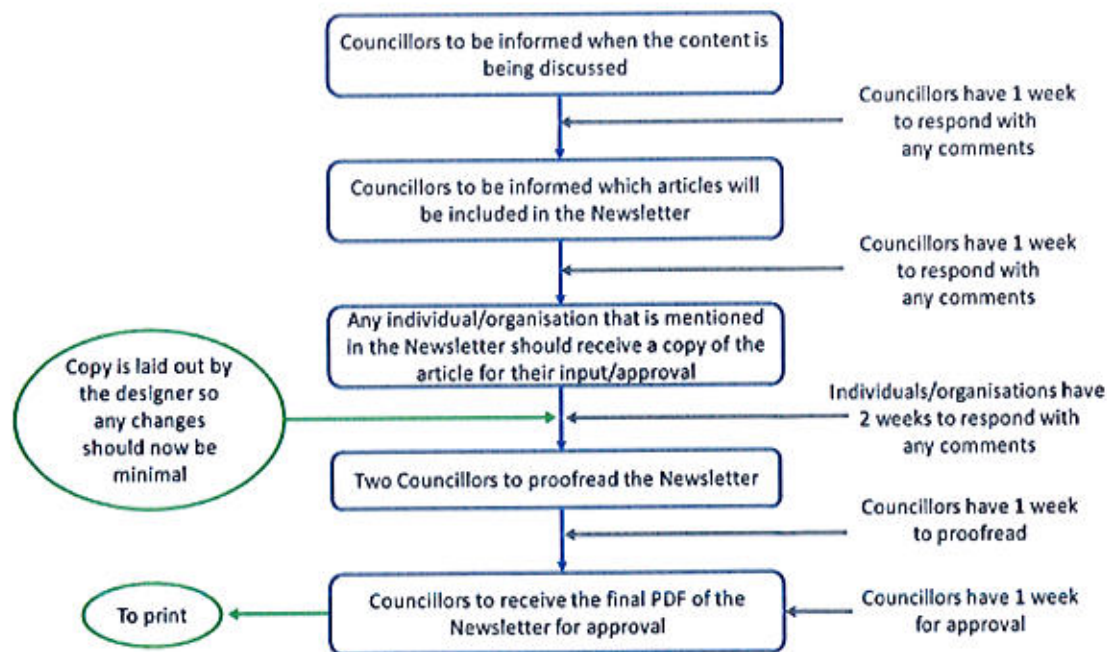 Councillors to be informed when the content is
being discussed
Councillors have 1 week
to respond with
any comments
Councillors to be informed which articles will
be included in the Newsletter
Councillors have 1 week
to respond with
any comments
Any individual/organisation that is mentioned
in the Newsletter should receive a copy of the
article for their input/approval
Copy is laid out by
the designer so
any changes
should now be
minimal
Individuals/organisations have
2 weeks to respond with
any comments
Two Councillors to proofread the Newsletter
Councillors have 1 week
to proofread
Councillors to receive the final PDF of the
Newsletter for approval
Councillors have 1 week
for approval
To print